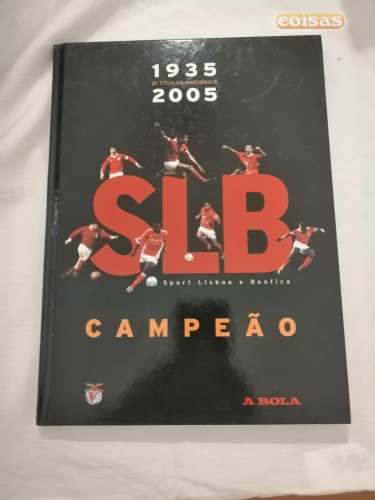 coisas
1935
31 TÍTULOS NACIONAIS
2005
SLB
Sport Lisboa e Benfica
CAMPEÃO
A BOLA